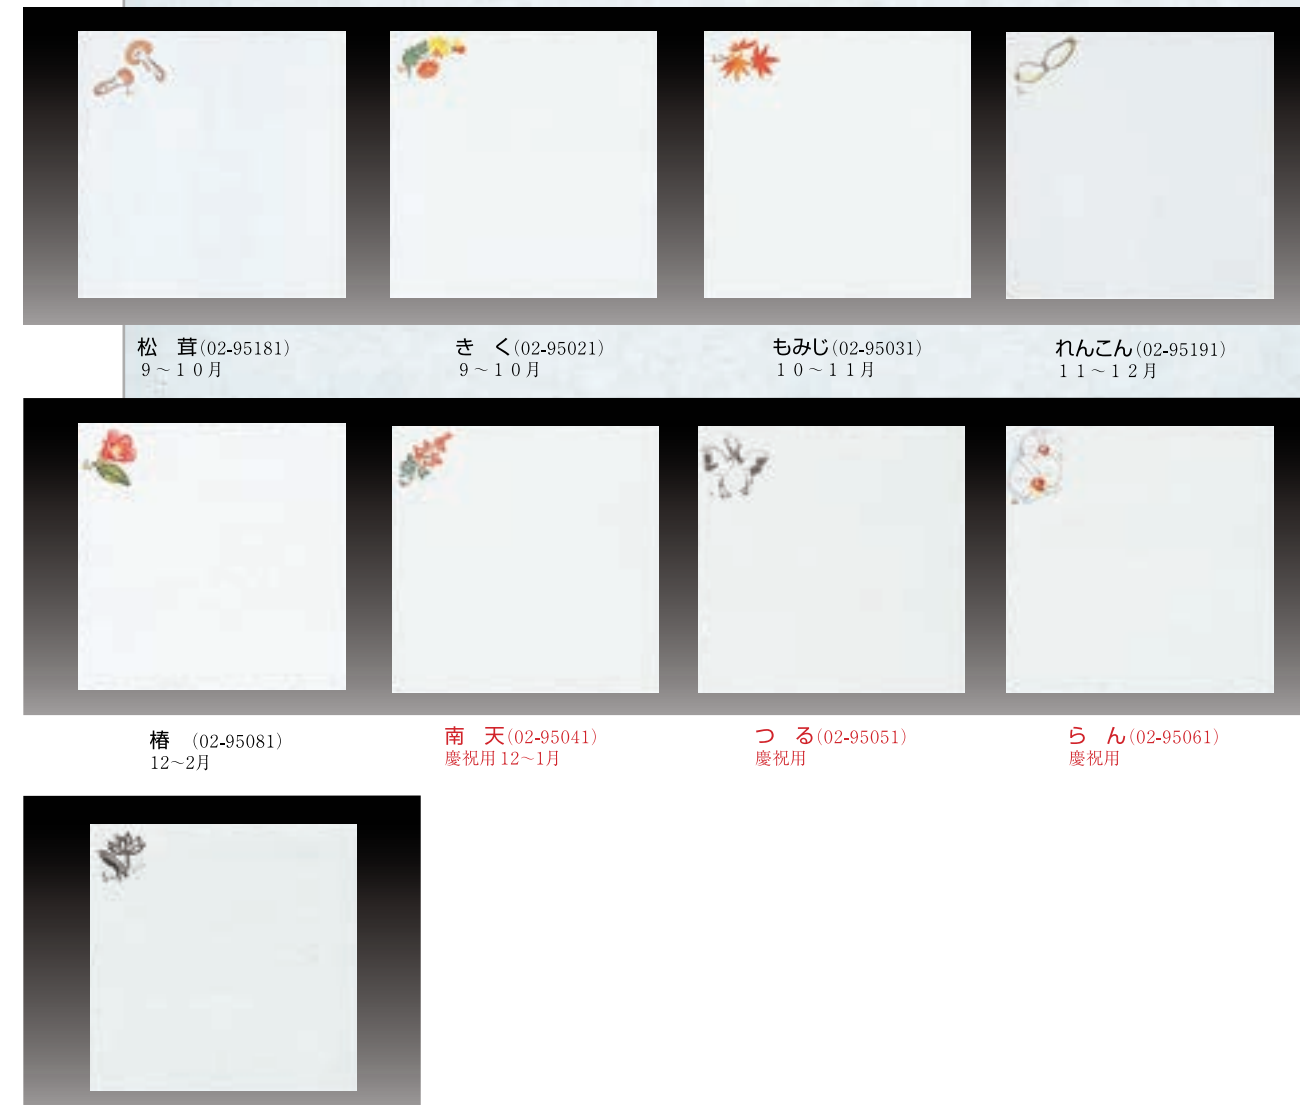 松　茸(02-95181)
９～１０月
き　く(02-95021)
９～１０月
もみじ(02-95031)
１０～１１月
れんこん(02-95191)
１１～１２月
椿　(02-95081)
12～2月
南　天(02-95041)
慶祝用 12～1月
つ　る(02-95051)
慶祝用
ら　ん(02-95061)
慶祝用